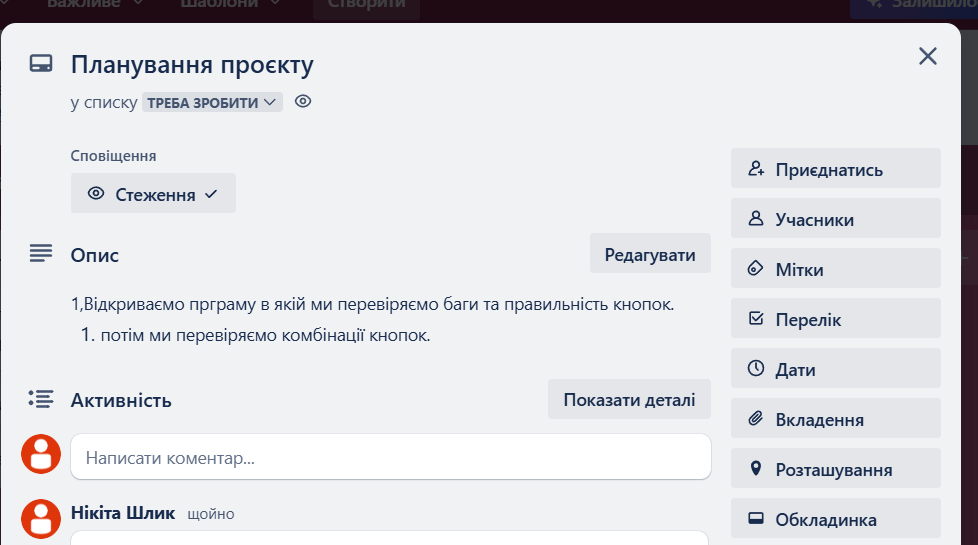 Важливе
Шаблони
Створити
Планування проєкту
у списку ТРЕБА ЗРОБИТИ
Сповіщення
Стеження
Опис
Редагувати
1,Відкриваємо прграму в якій ми перевіряємо баги та правильність кнопок.
1. потім ми перевіряємо комбінації кнопок.
Активність
Показати деталі
Написати коментар...
Нікіта Шлик щойно
Приєднатись
Учасники
Мітки
Перелік
Дати
Вкладення
Розташування
Обкладинка